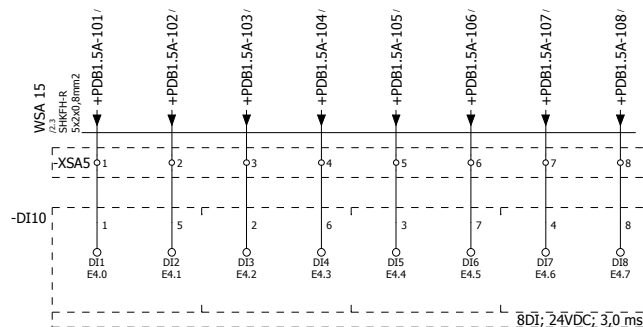 +PDB1.5A-101 /
+PDB1.5A-102 /
+PDB1.5A-103 /
+PDB1.5A-104 /
+PDB1.5A-105 /
+PDB1.5A-106 /
+PDB1.5A-107 /
+PDB1.5A-108 /
WSA 15
/2.3
SHKFH-R
5x2x0,8mm2
-XSA5 1 2 3 4 5 6 7 8
-DI10
1 5 2 6 3 7 4 8
DI1 DI2 DI3 DI4 DI5 DI6 DI7 DI8
E4.0 E4.1 E4.2 E4.3 E4.4 E4.5 E4.6 E4.7
8DI; 24VDC; 3,0 ms